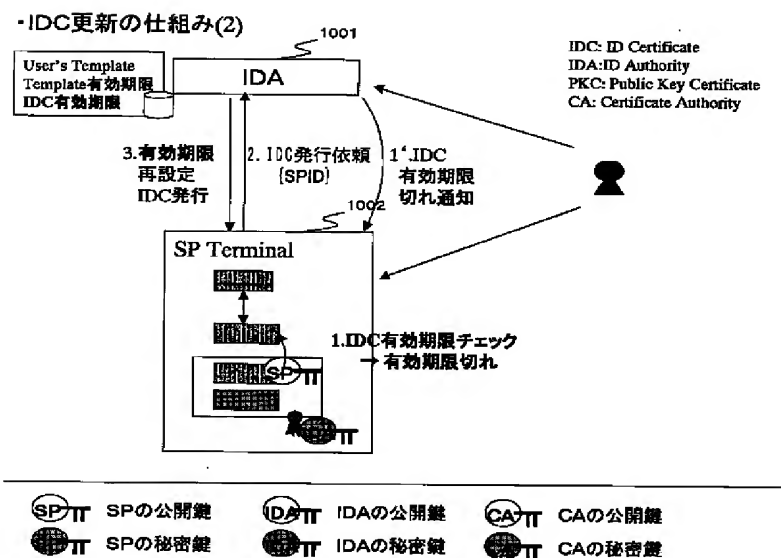 ・IDC更新の仕組み(2)
1001
User's Template
Template有効期限
IDC有効期限
IDA
IDC: ID Certificate
IDA:ID Authority
PKC: Public Key Certificate
CA: Certificate Authority
3.有効期限
再設定
IDC発行
2.IDC発行依頼
(SPID)
1'.IDC
有効期限
切れ通知
1002
SP Terminal
1.IDC有効期限チェック
→ 有効期限切れ
SP
SP SPの公開鍵
IDA IDAの公開鍵
CA CAの公開鍵
SPの秘密鍵
IDAの秘密鍵
CAの秘密鍵